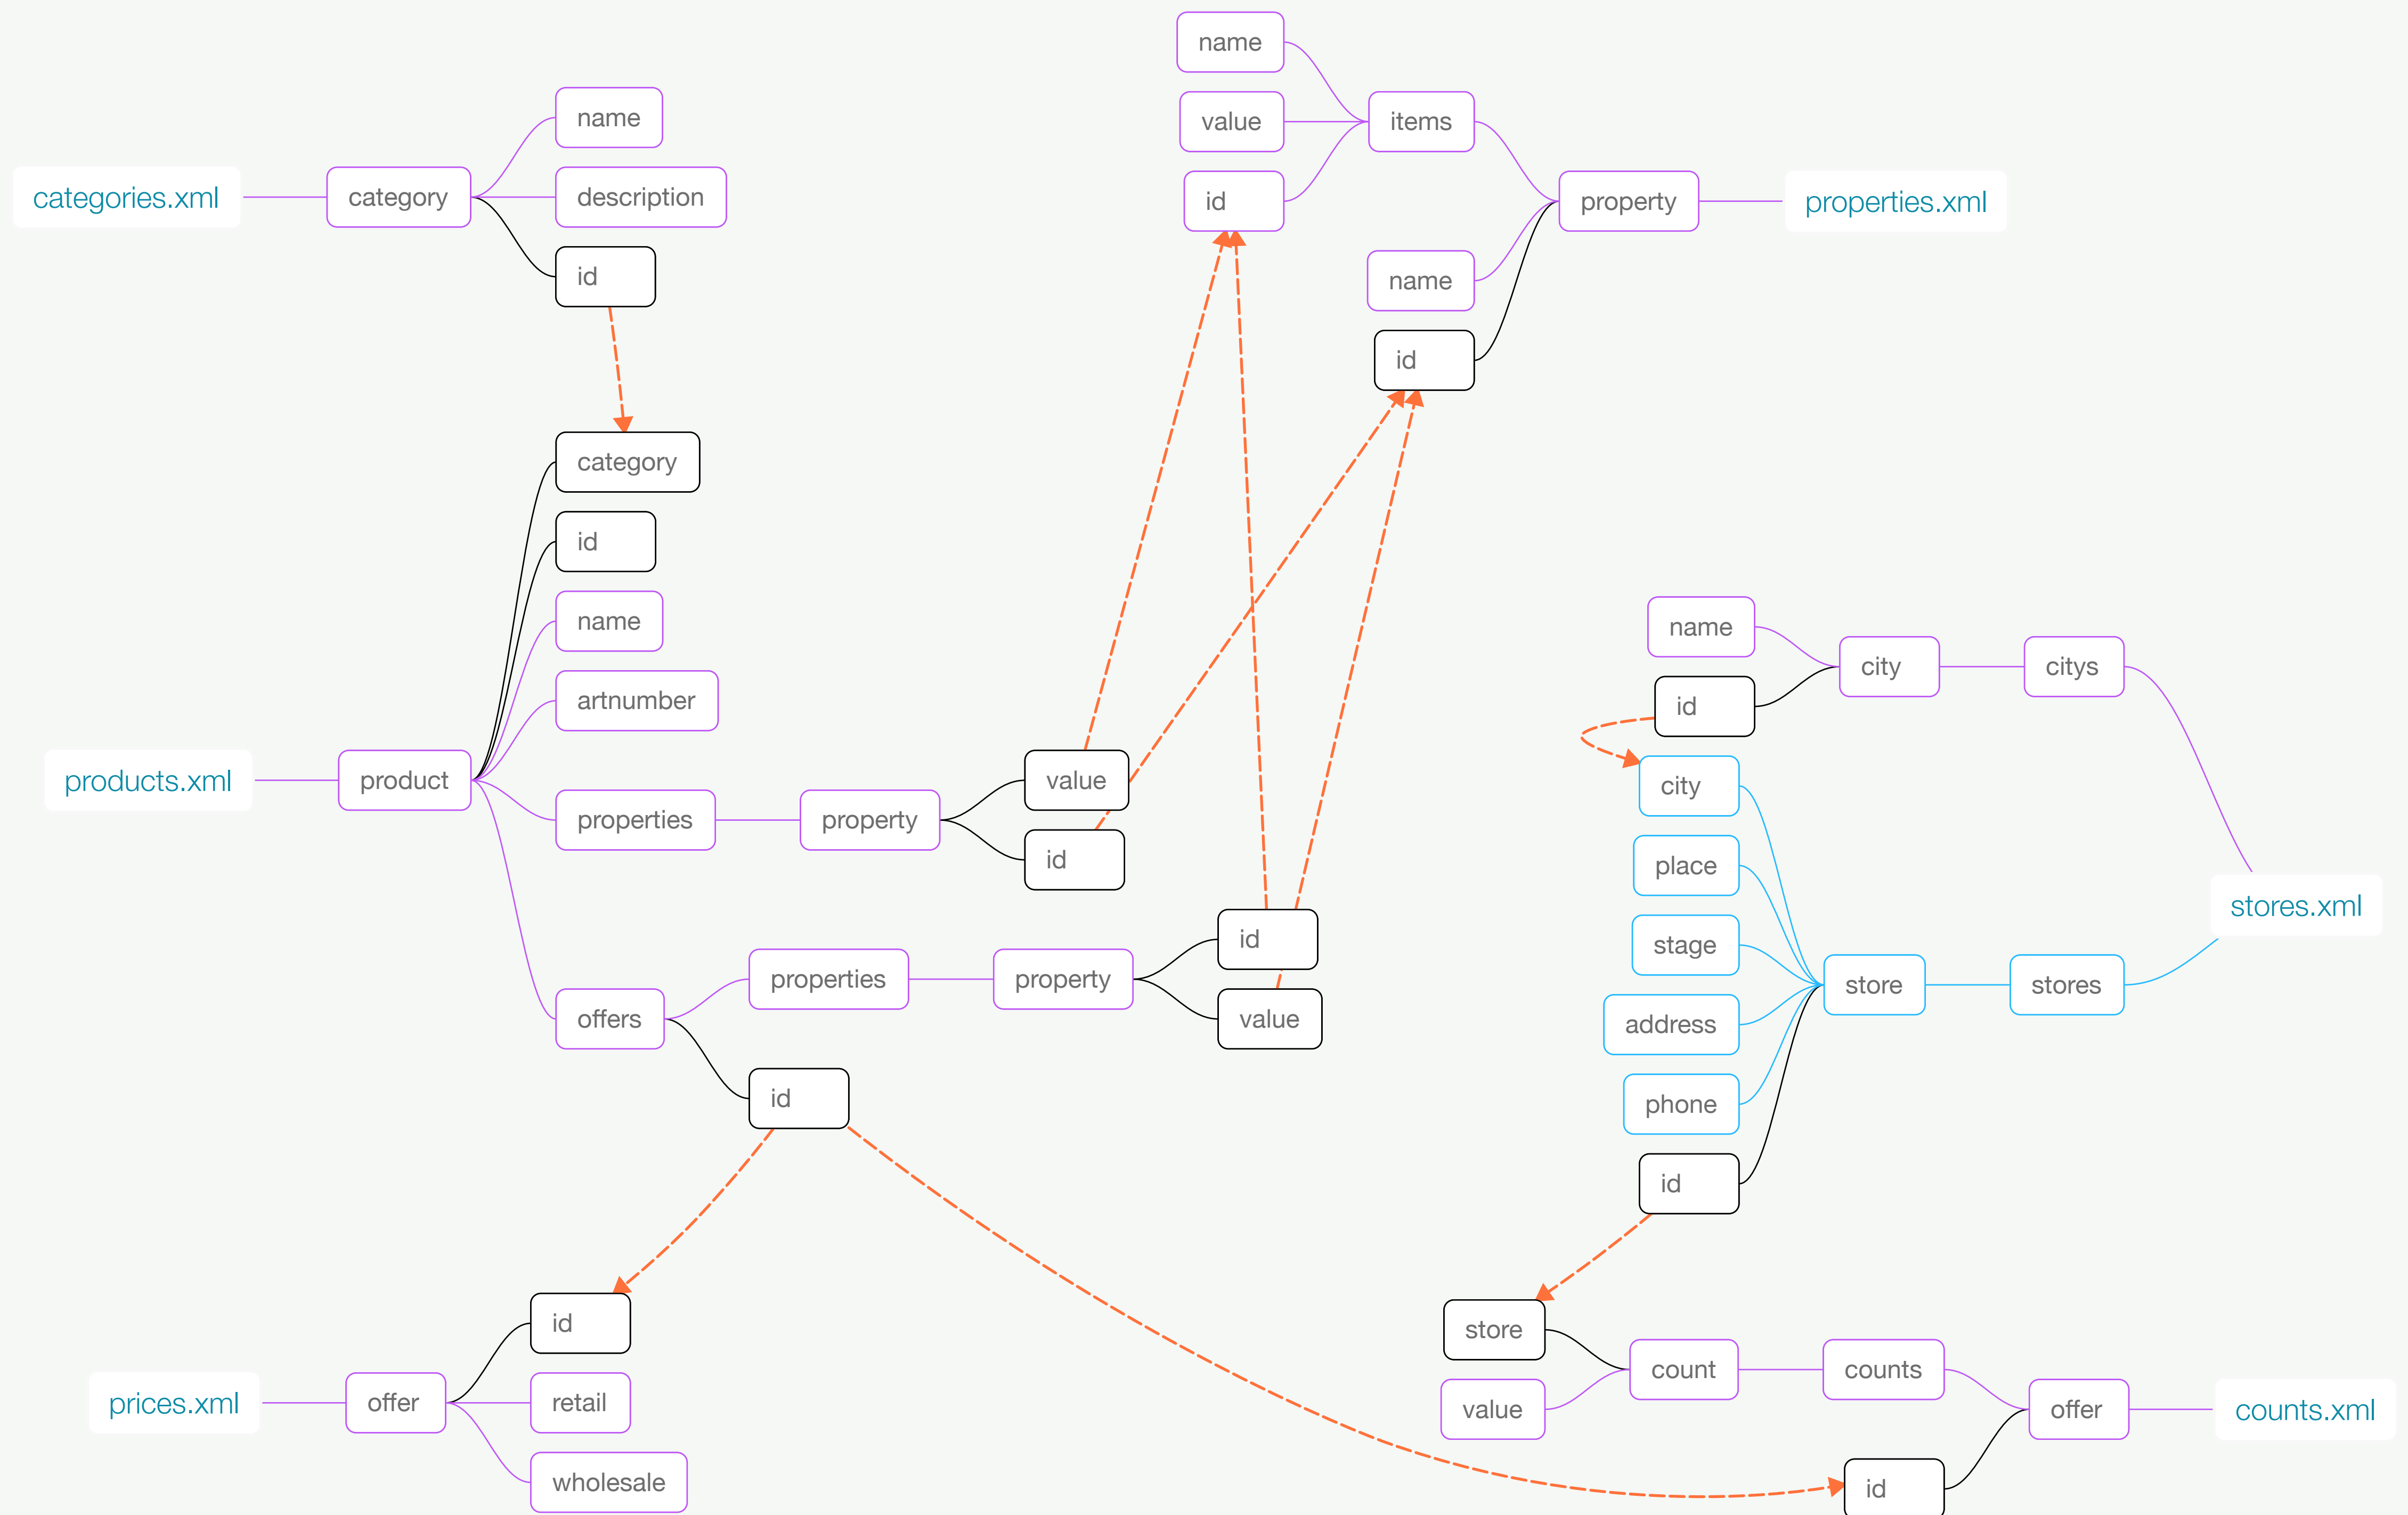 categories.xml
category
name
description
id
products.xml
product
category
id
name
artnumber
properties
property
value
id
offers
properties
property
id
value
id
prices.xml
offer
id
retail
wholesale
properties.xml
property
items
name
value
id
name
id
stores.xml
citys
city
name
id
stores
store
city
place
stage
address
phone
id
counts.xml
offer
counts
count
store
value
id